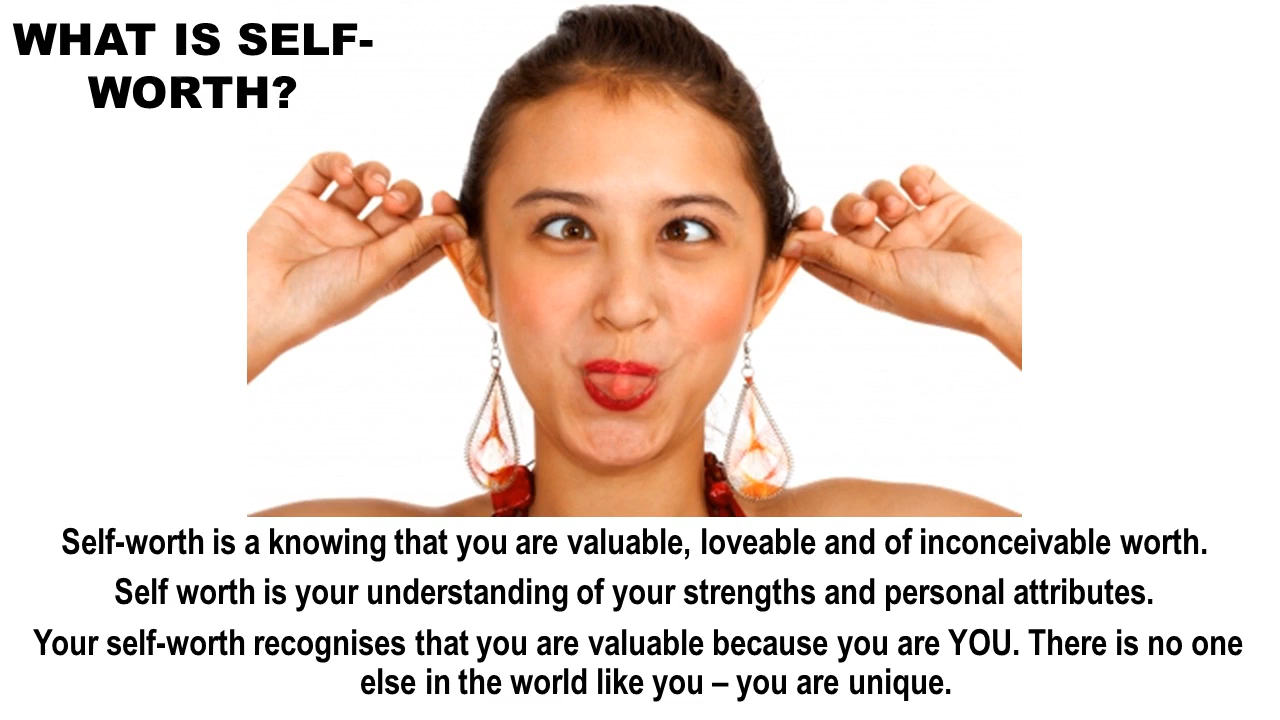 WHAT IS SELF-
WORTH?
Self-worth is a knowing that you are valuable, loveable and of inconceivable worth.
Self worth is your understanding of your strengths and personal attributes.
Your self-worth recognises that you are valuable because you are YOU. There is no one
else in the world like you – you are unique.